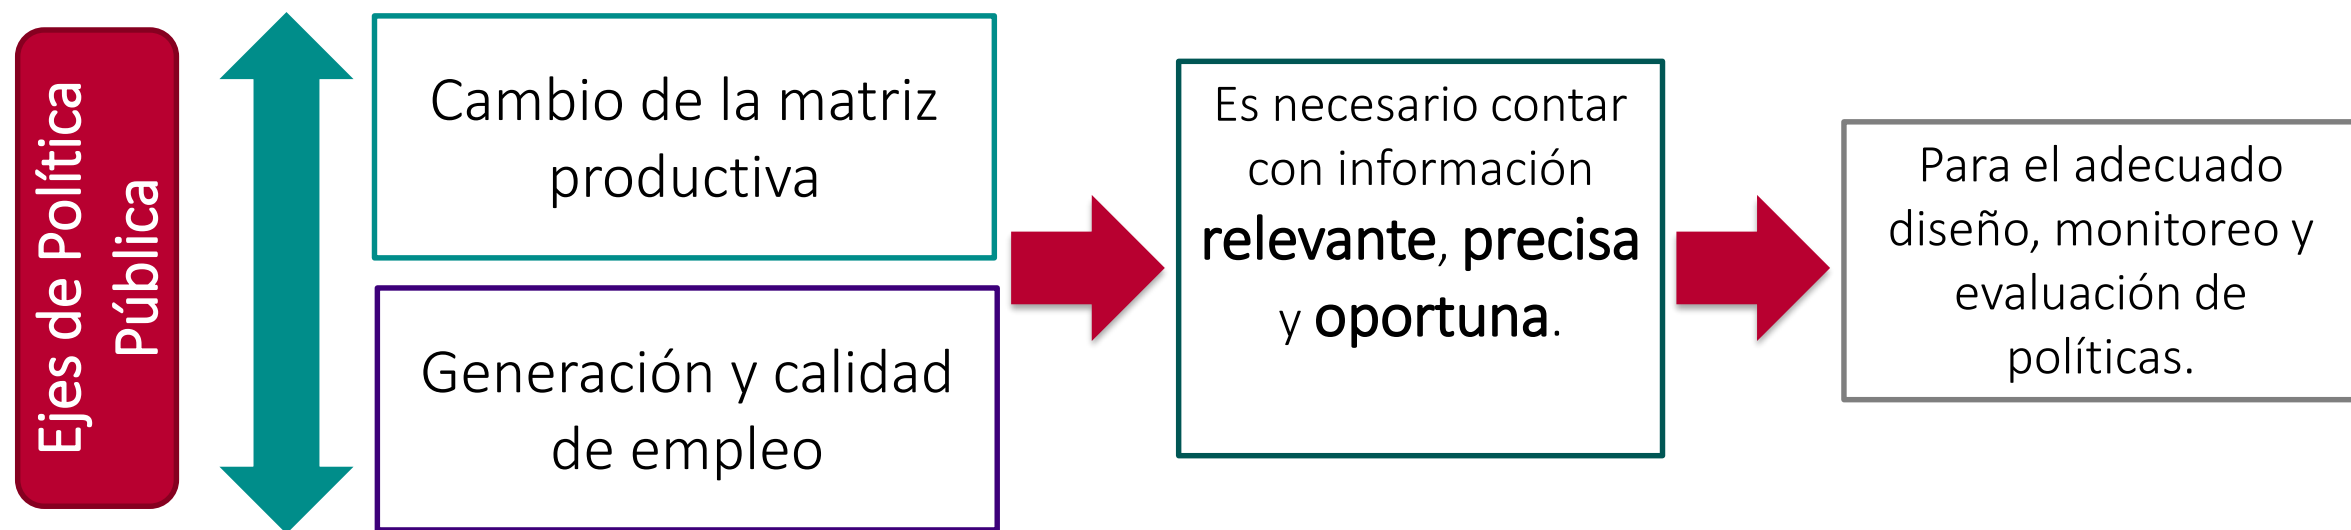 Ejes de Política
Pública
Cambio de la matriz
productiva
Generación y calidad
de empleo
Es necesario contar
con información
relevante, precisa
y oportuna.
Para el adecuado
diseño, monitoreo y
evaluación de
políticas.